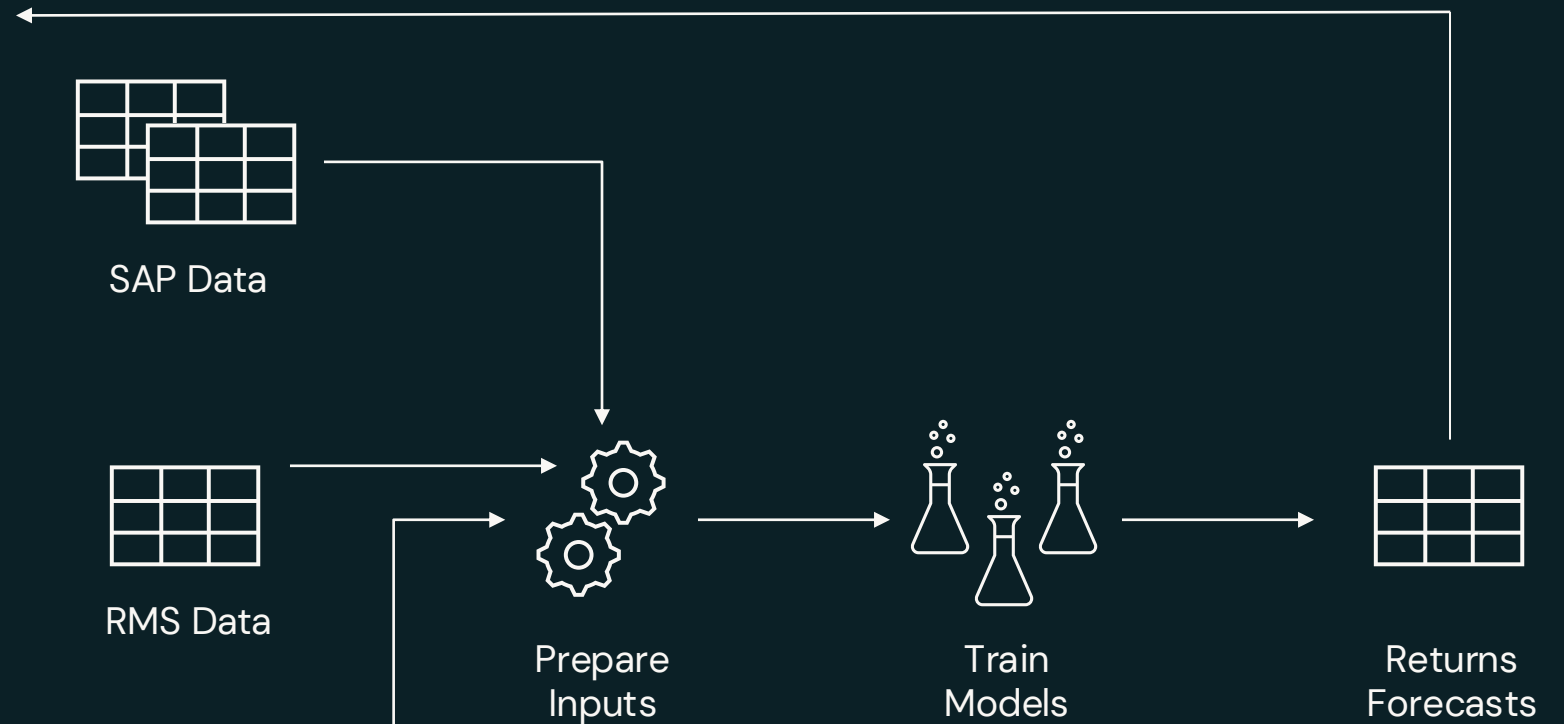 SAP Data
RMS Data
Prepare
Inputs
Train
Models
Returns
Forecasts